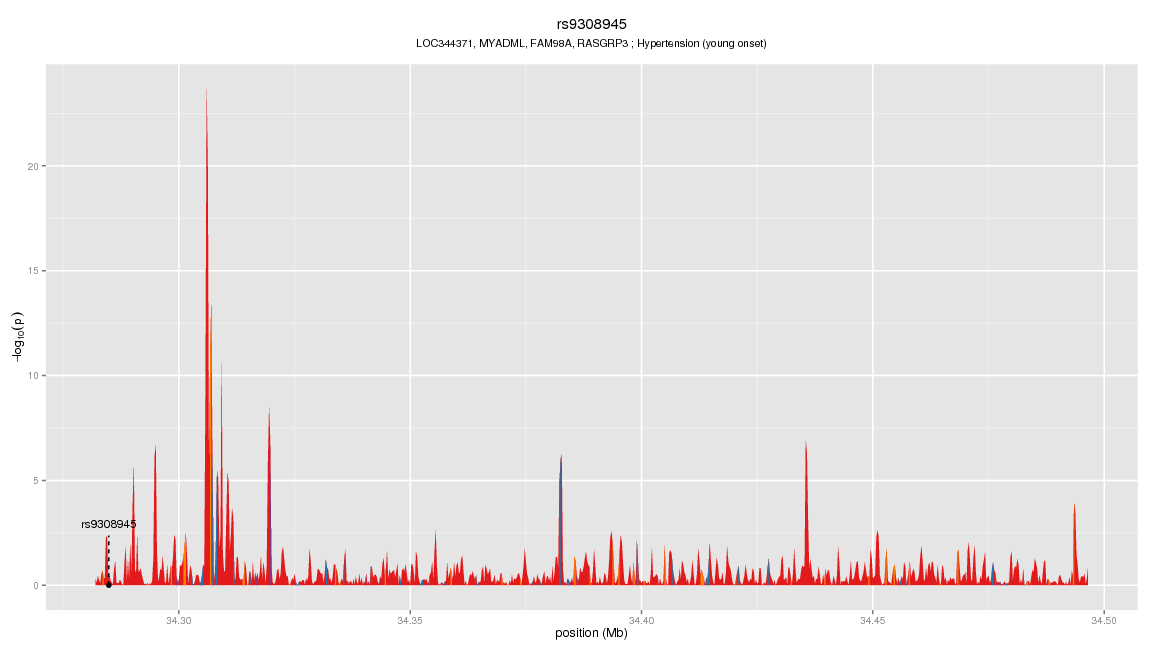 rs9308945
LOC344371, MYADML, FAM98A, RASGRP3 ; Hypertension (young onset)
−log10(p)
20
15
10
5
0
rs9308945
34.30
34.35
34.40
34.45
34.50
position (Mb)